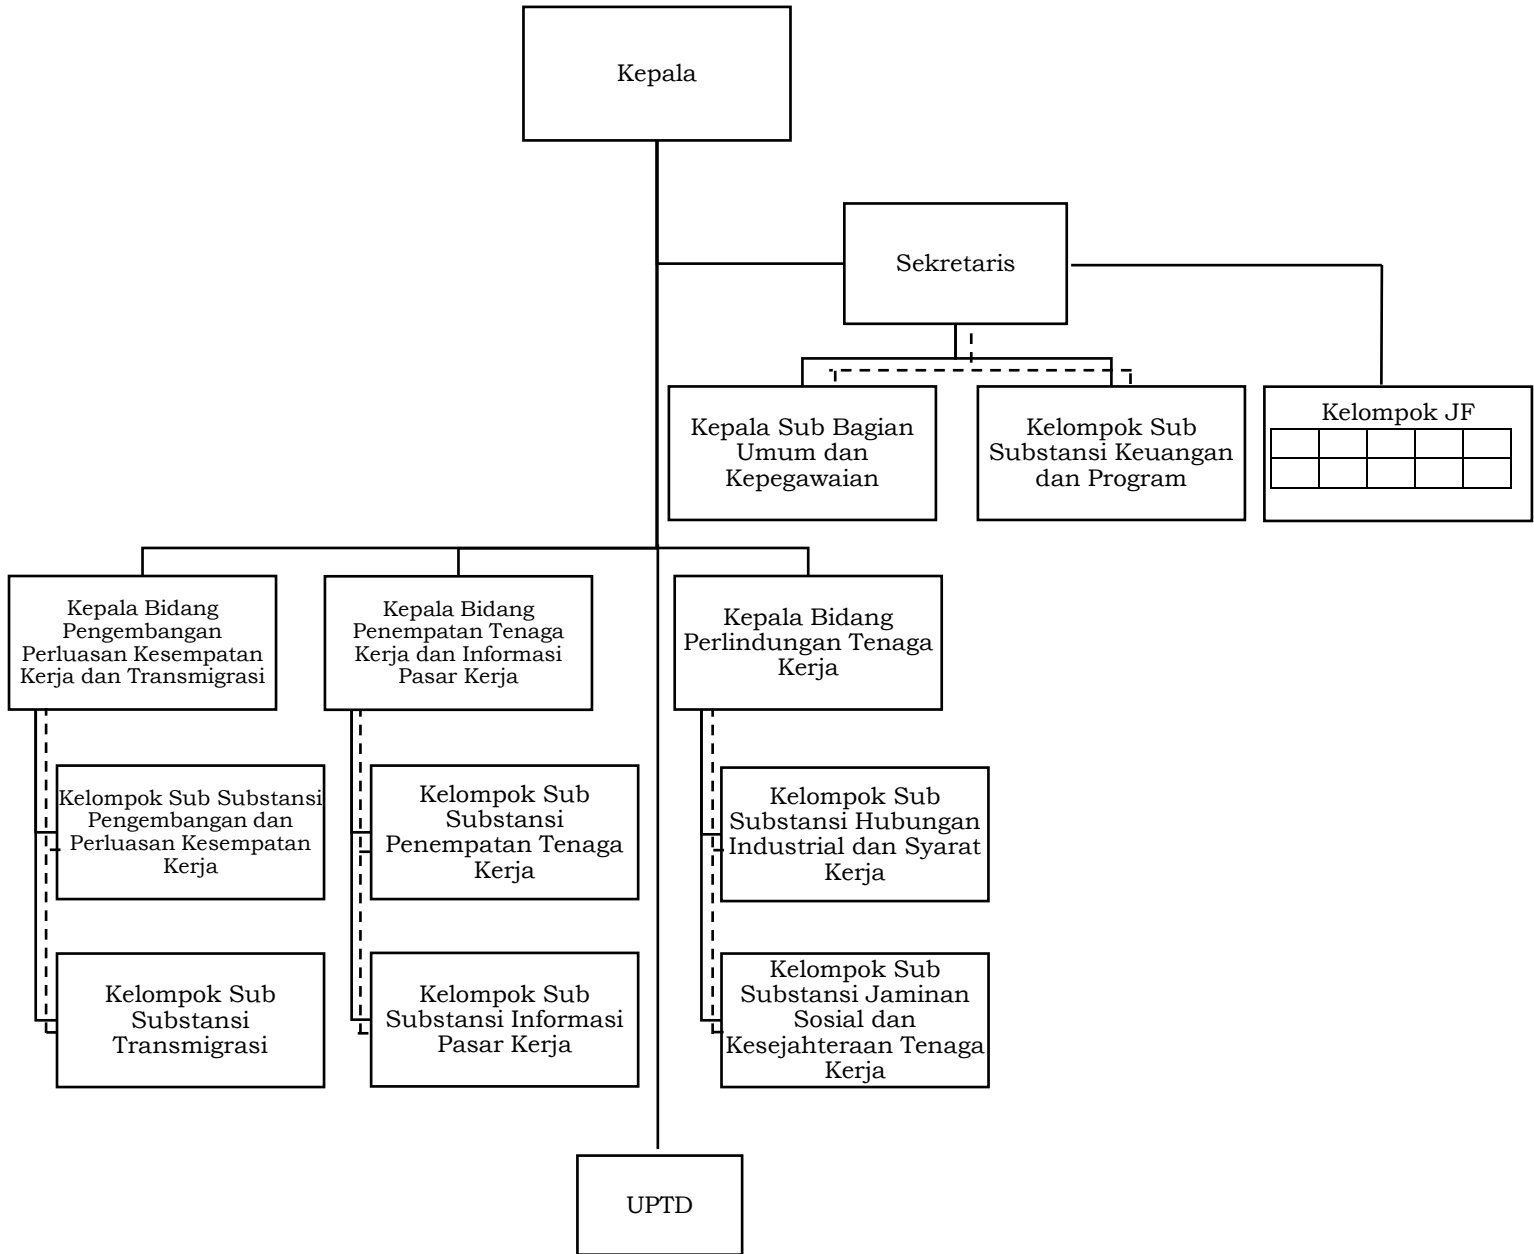 Kepala
Sekretaris
Kepala Sub Bagian
Umum dan
Kepegawaian
Kelompok Sub
Substansi Keuangan
dan Program
Kelompok JF
Kepala Bidang
Pengembangan
Perluasan Kesempatan
Kerja dan Transmigrasi
Kepala Bidang
Penempatan Tenaga
Kerja dan Informasi
Pasar Kerja
Kepala Bidang
Perlindungan Tenaga
Kerja
Kelompok Sub Substansi
Pengembangan dan
Perluasan Kesempatan
Kerja
Kelompok Sub
Substansi
Penempatan Tenaga
Kerja
Kelompok Sub
Substansi Hubungan
Industrial dan Syarat
Kerja
Kelompok Sub
Substansi
Transmigrasi
Kelompok Sub
Substansi Informasi
Pasar Kerja
Kelompok Sub
Substansi Jaminan
Sosial dan
Kesejahteraan Tenaga
Kerja
UPTD